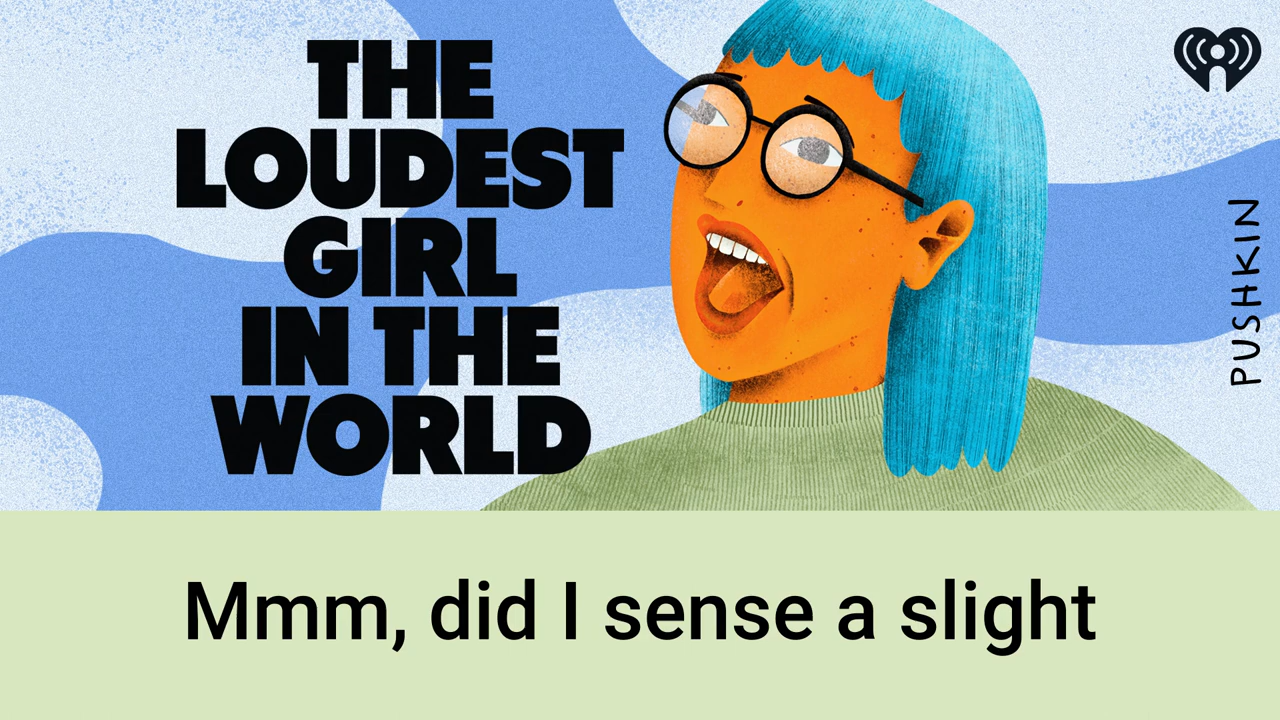 THE
LOUDEST
GIRL
IN THE
WORLD
PUSHKIN
Mmm, did I sense a slight